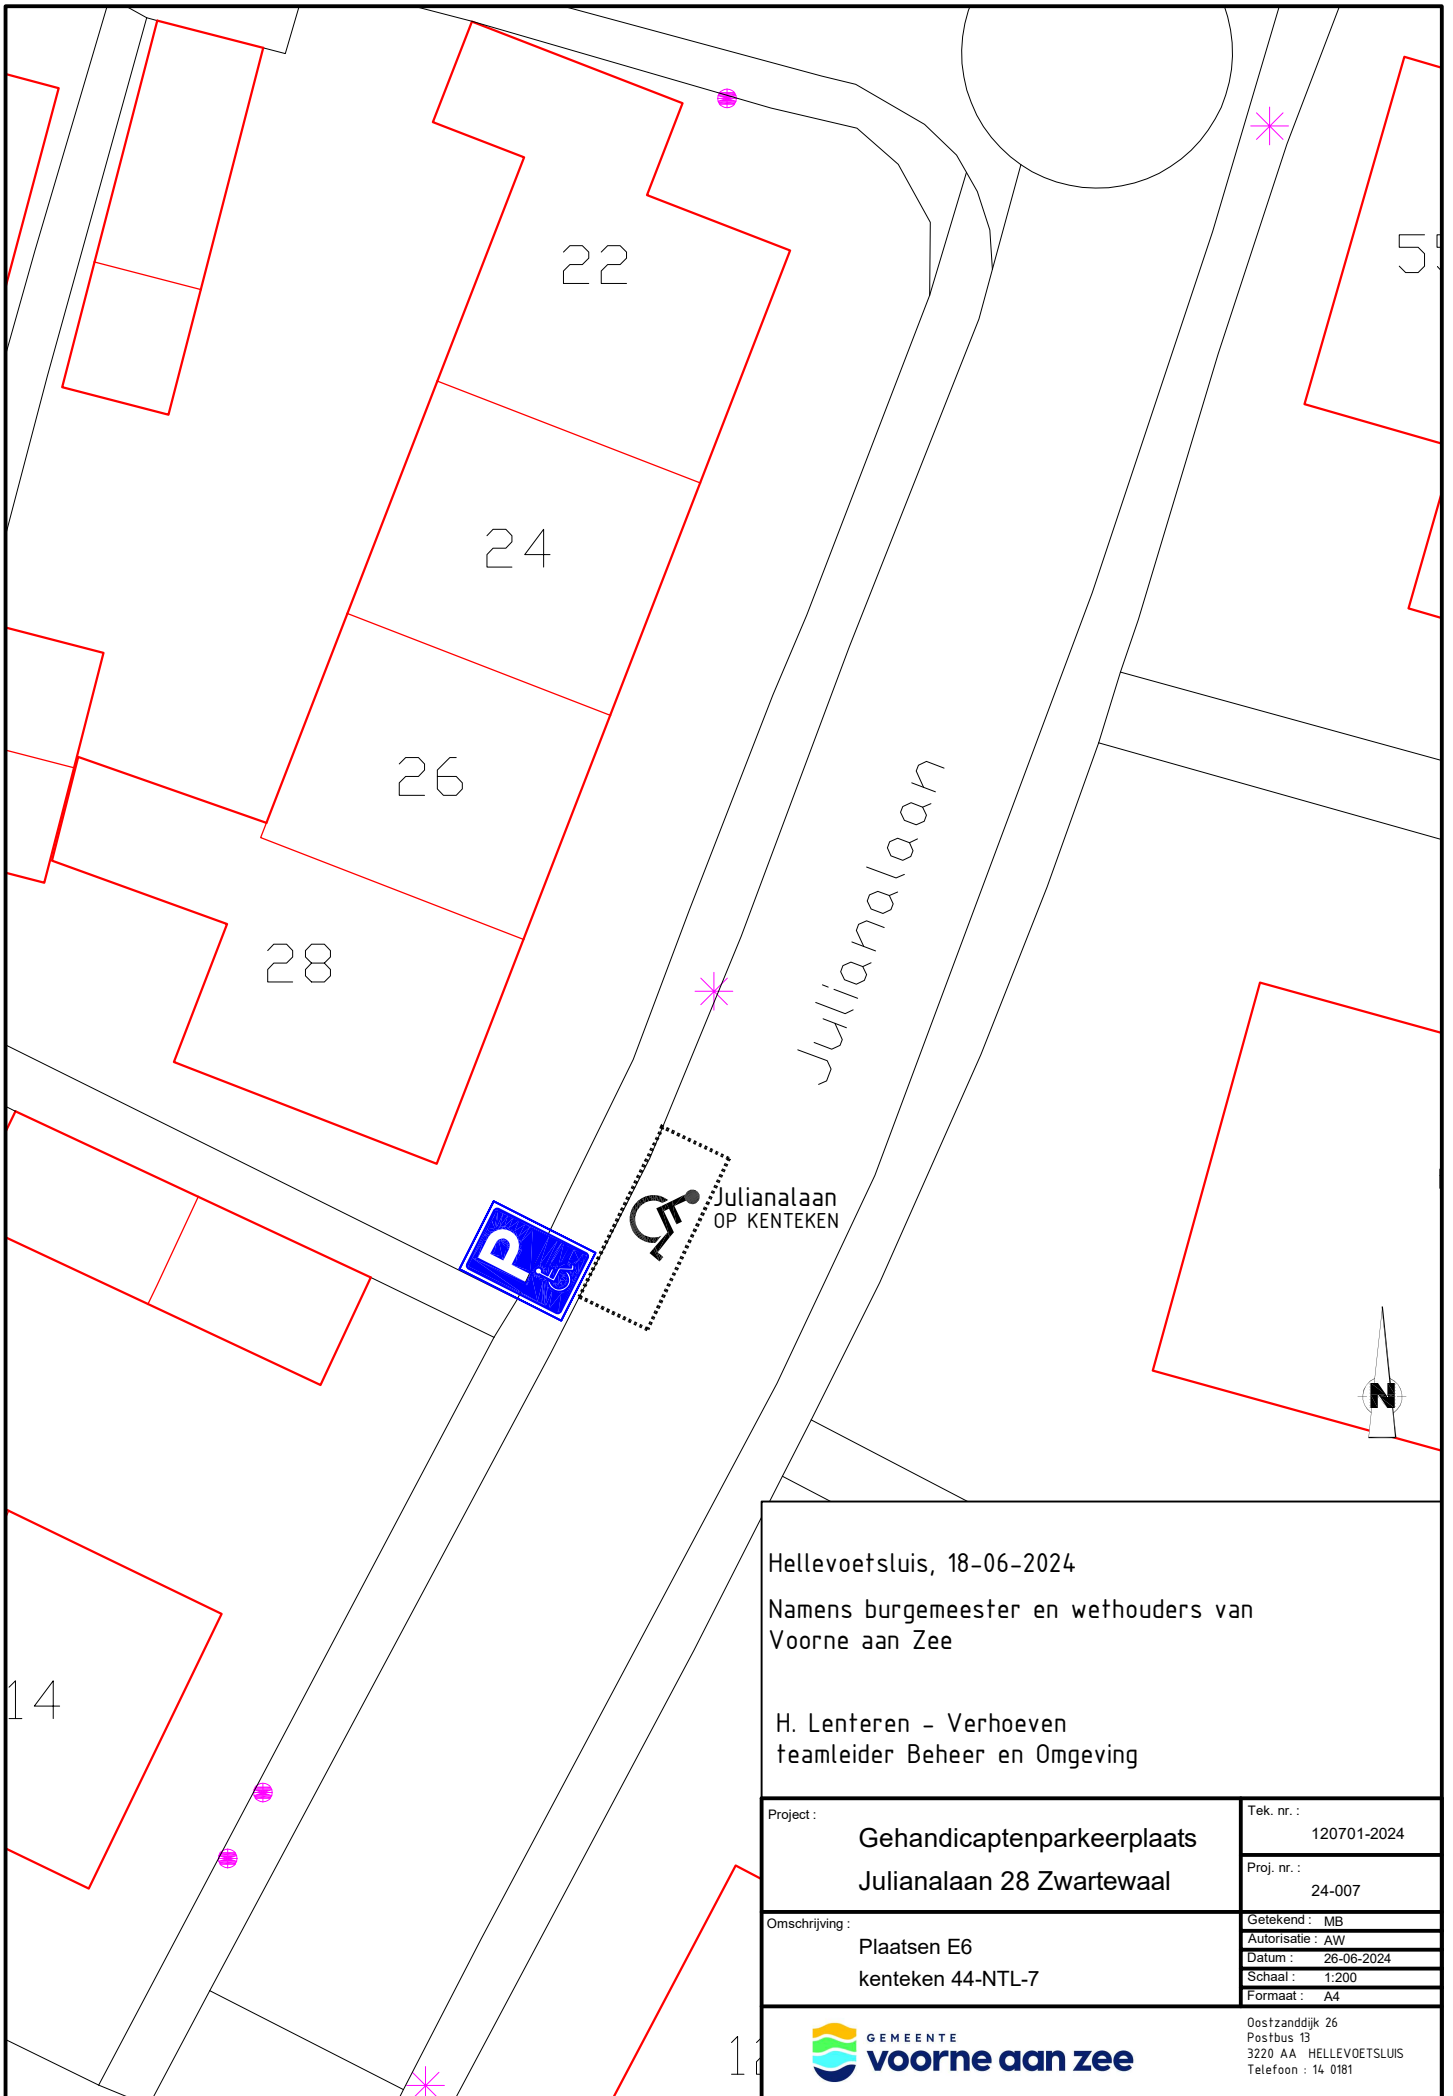 22
24
26
28
14
Julianalaan
P
Julianalaan
OP KENTEKEN
N
Hellevoetsluis, 18-06-2024
Namens burgemeester en wethouders van
Voorne aan Zee
H. Lenteren - Verhoeven
teamleider Beheer en Omgeving
Project :
Gehandicaptenparkeerplaats
Julianalaan 28 Zwartewaal
Tek. nr. :
120701-2024
Proj. nr. :
24-007
Omschrijving :
Plaatsen E6
kenteken 44-NTL-7
Getekend : MB
Autorisatie : AW
Datum : 26-06-2024
Schaal : 1:200
Formaat : A4
GEMEENTE
voorne aan zee
Oostzanddijk 26
Postbus 13
3220 AA HELLEVOETSLUIS
Telefoon : 14 0181